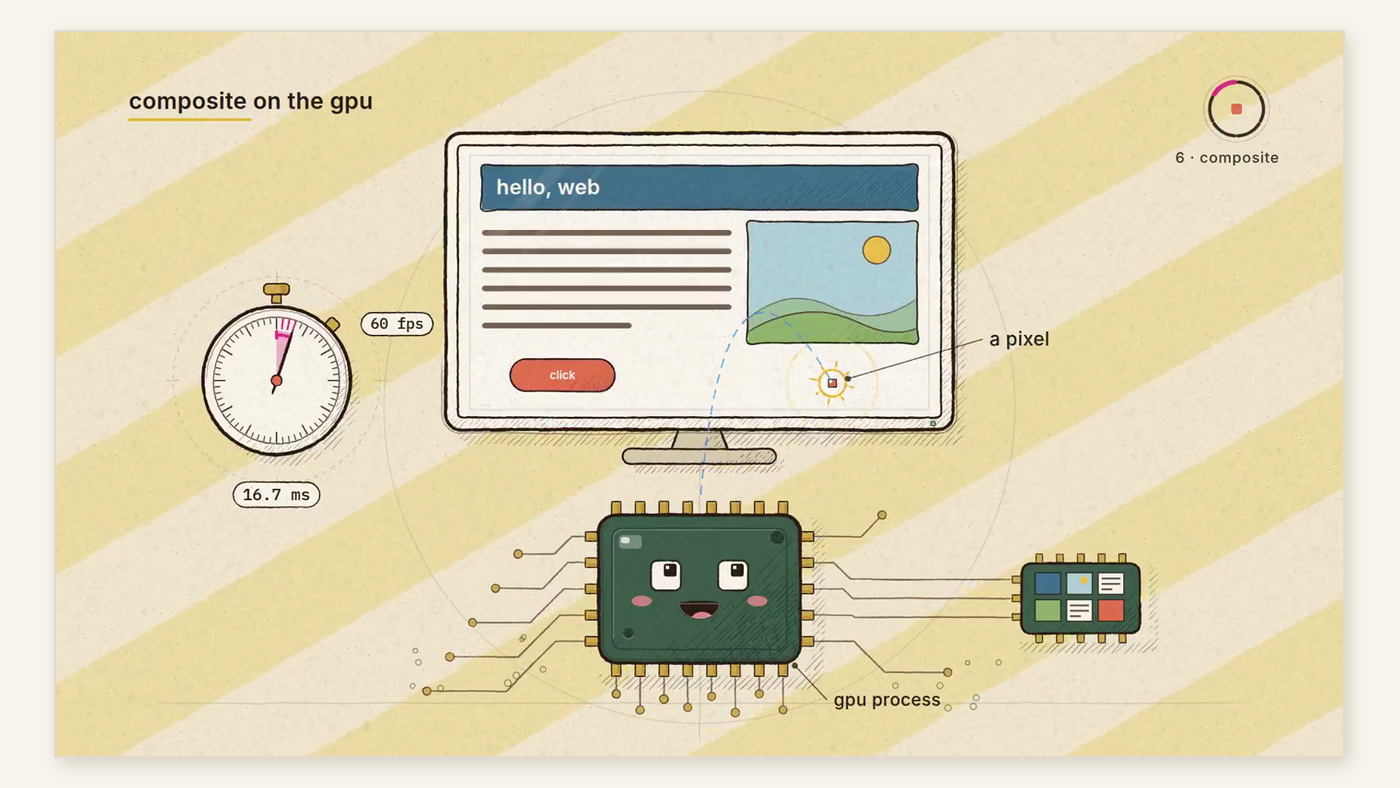 composite on the gpu
6 · composite
hello, web
60 fps
a pixel
click
16.7 ms
gpu process